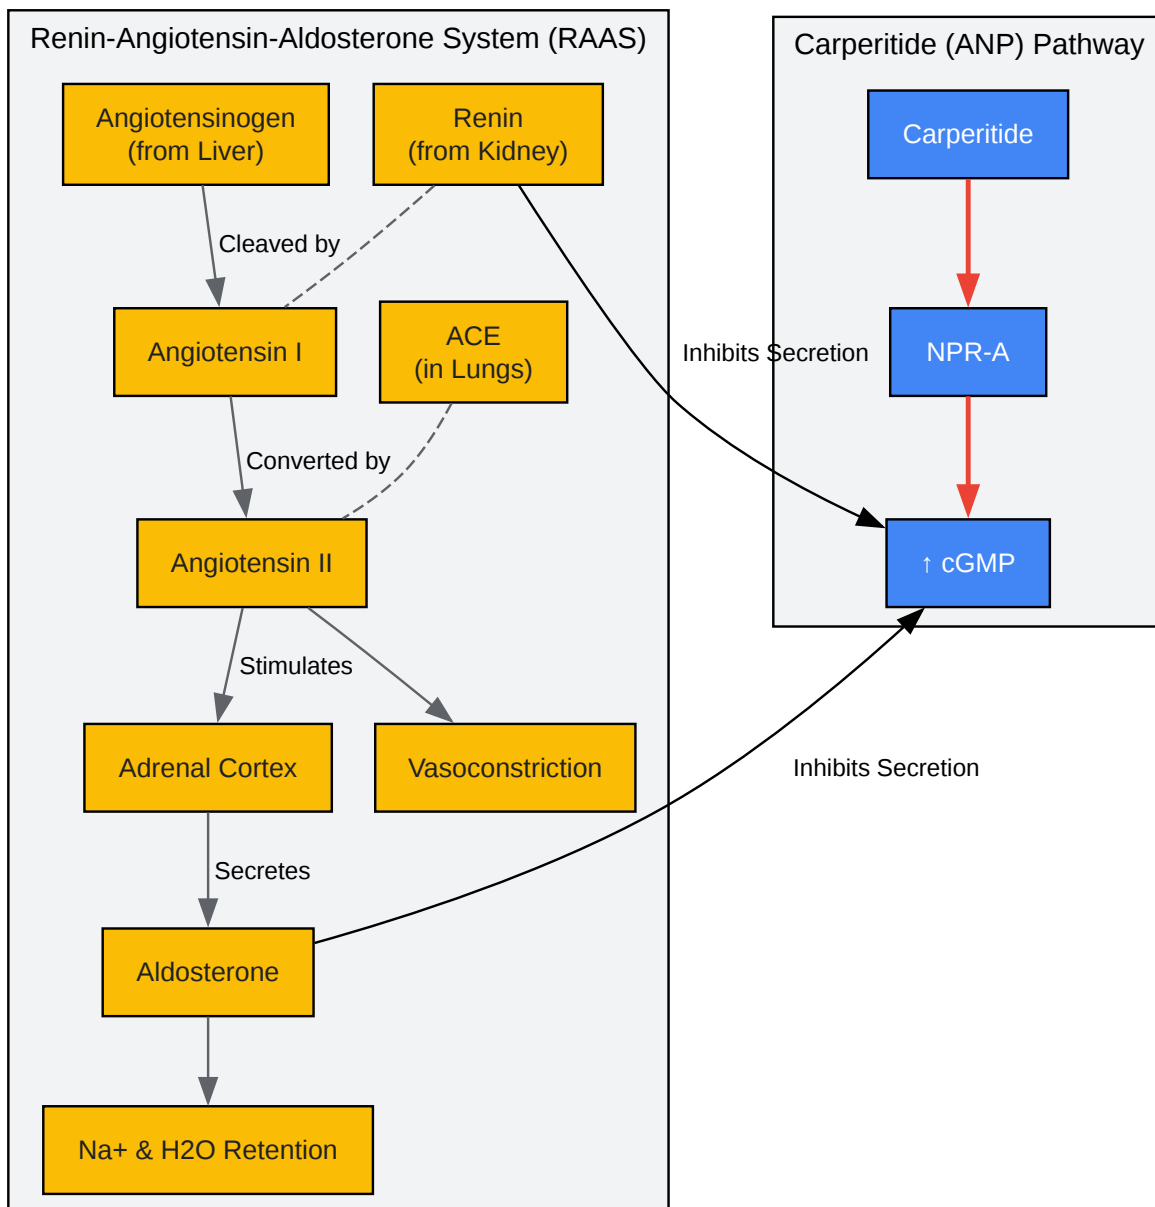 Renin-Angiotensin-Aldosterone System (RAAS)
Carperitide (ANP) Pathway
Angiotensinogen
(from Liver)
Renin
(from Kidney)
Carperitide
Cleaved by
Angiotensin I
ACE
(in Lungs)
Inhibits Secretion
NPR-A
Converted by
Angiotensin II
↑ cGMP
Stimulates
Adrenal Cortex
Vasoconstriction
Inhibits Secretion
Secretes
Aldosterone
Na+ & H2O Retention